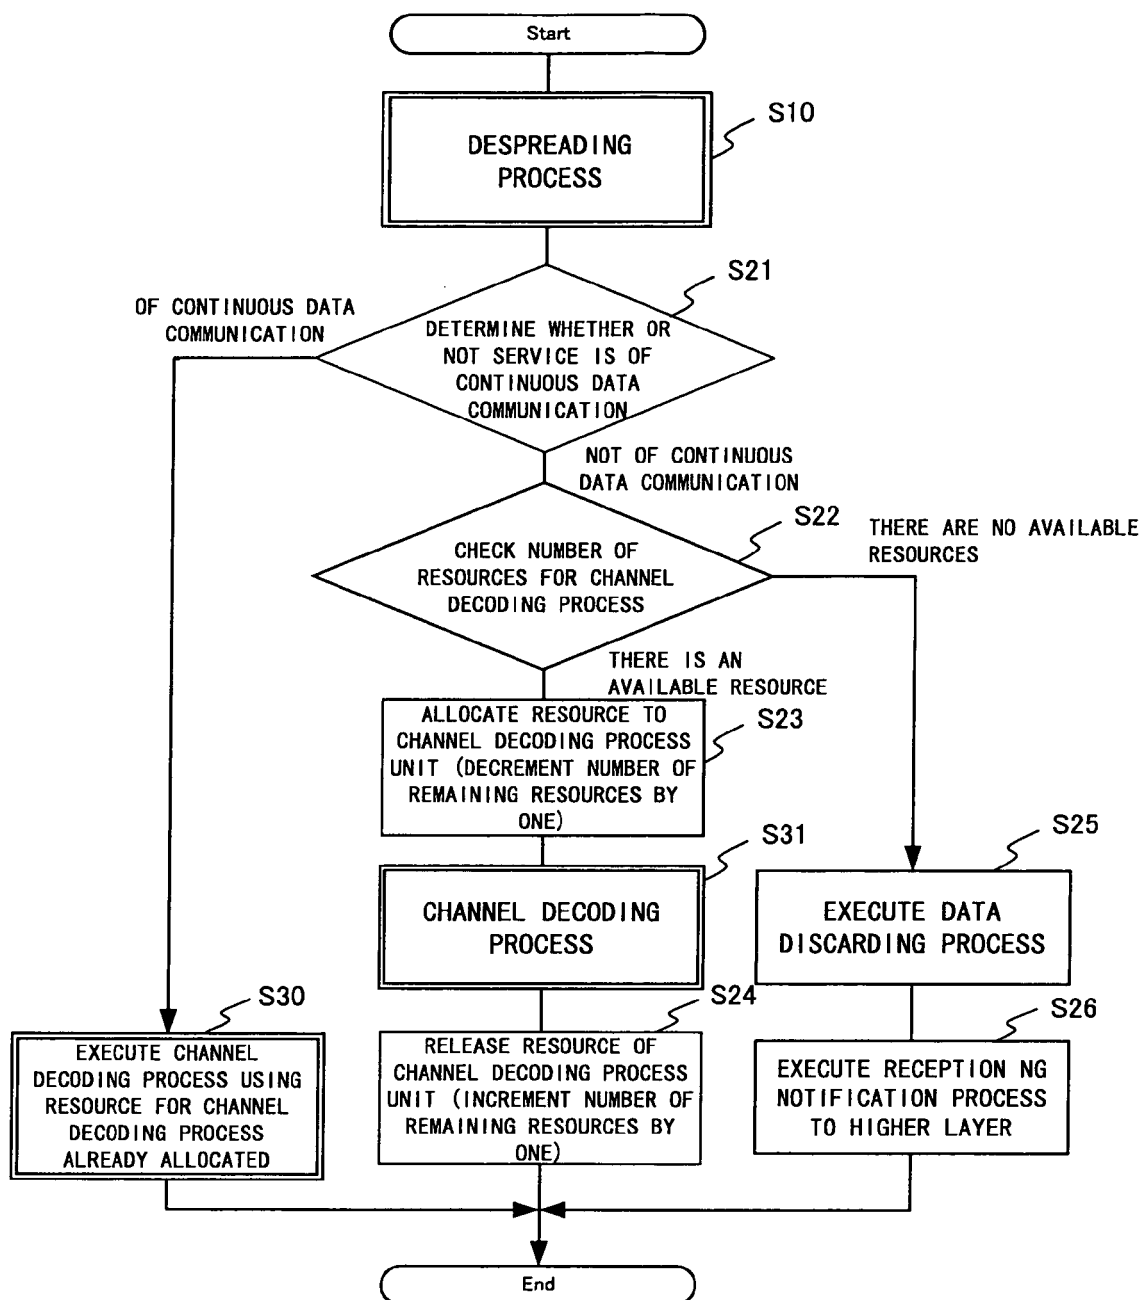 Start
S10
DESPREADING
PROCESS
S21
OF CONTINUOUS DATA
COMMUNICATION
DETERMINE WHETHER OR
NOT SERVICE IS OF
CONTINUOUS DATA
COMMUNICATION
NOT OF CONTINUOUS
DATA COMMUNICATION
S22
THERE ARE NO AVAILABLE
RESOURCES
CHECK NUMBER OF
RESOURCES FOR CHANNEL
DECODING PROCESS
THERE IS AN
AVAILABLE RESOURCE
S23
ALLOCATE RESOURCE TO
CHANNEL DECODING PROCESS
UNIT (DECREMENT NUMBER OF
REMAINING RESOURCES BY
ONE)
S31
CHANNEL DECODING
PROCESS
S25
EXECUTE DATA
DISCARDING PROCESS
S30
EXECUTE CHANNEL
DECODING PROCESS USING
RESOURCE FOR CHANNEL
DECODING PROCESS
ALREADY ALLOCATED
S24
RELEASE RESOURCE OF
CHANNEL DECODING PROCESS
UNIT (INCREMENT NUMBER OF
REMAINING RESOURCES BY
ONE)
S26
EXECUTE RECEPTION NG
NOTIFICATION PROCESS
TO HIGHER LAYER
End